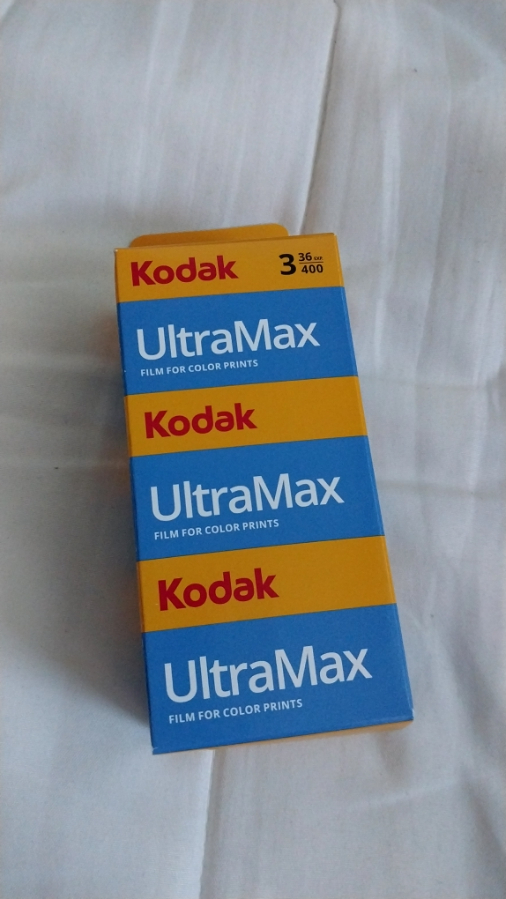 Kodak
3 36 EXP
400
UltraMax
FILM FOR COLOR PRINTS
Kodak
UltraMax
FILM FOR COLOR PRINTS
Kodak
UltraMax
FILM FOR COLOR PRINTS